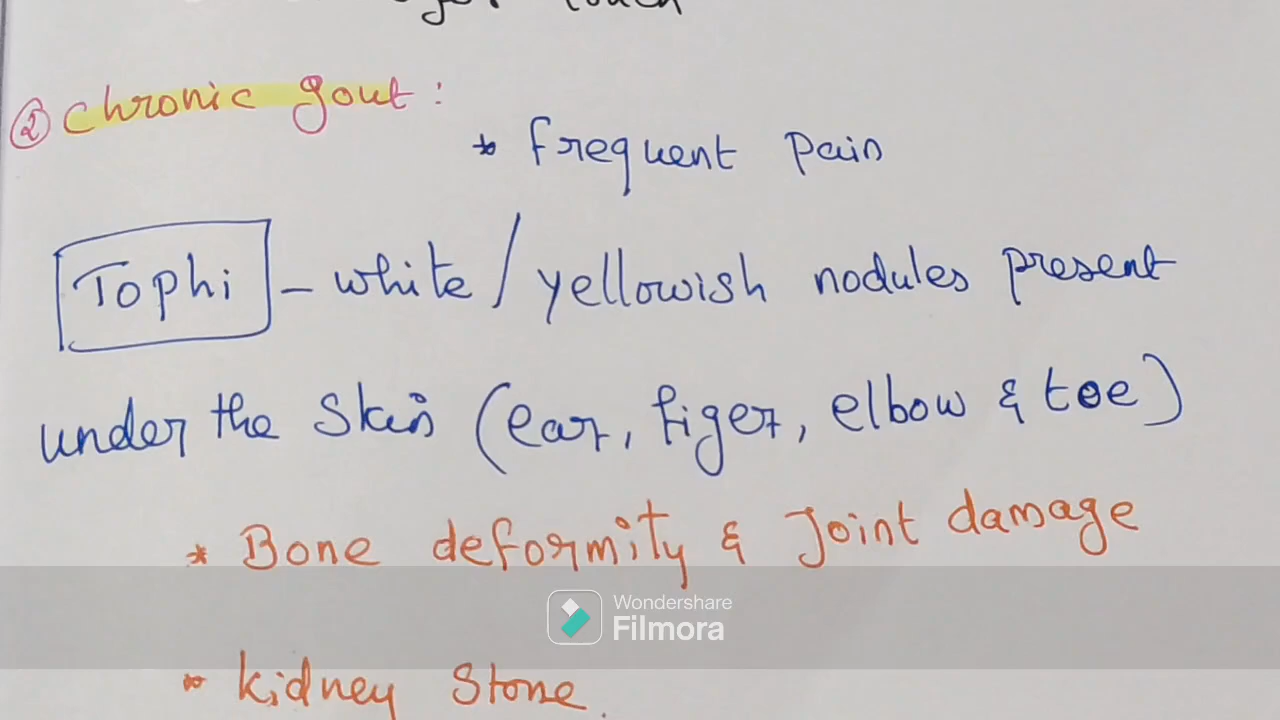 ② Chronic gout :
* frequent pain
Tophi - white / yellowish nodules present
under the skin (ear, figer, elbow & toe)
* Bone deformity & Joint damage
Wondershare
Filmora
* kidney stone.